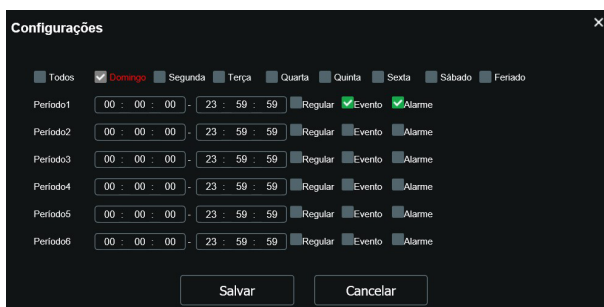 Configurações ×
Todos Domingo Segunda Terça Quarta Quinta Sexta Sábado Feriado
Período1 00 : 00 : 00 - 23 : 59 : 59 Regular Evento Alarme
Período2 00 : 00 : 00 - 23 : 59 : 59 Regular Evento Alarme
Período3 00 : 00 : 00 - 23 : 59 : 59 Regular Evento Alarme
Período4 00 : 00 : 00 - 23 : 59 : 59 Regular Evento Alarme
Período5 00 : 00 : 00 - 23 : 59 : 59 Regular Evento Alarme
Período6 00 : 00 : 00 - 23 : 59 : 59 Regular Evento Alarme
Salvar Cancelar